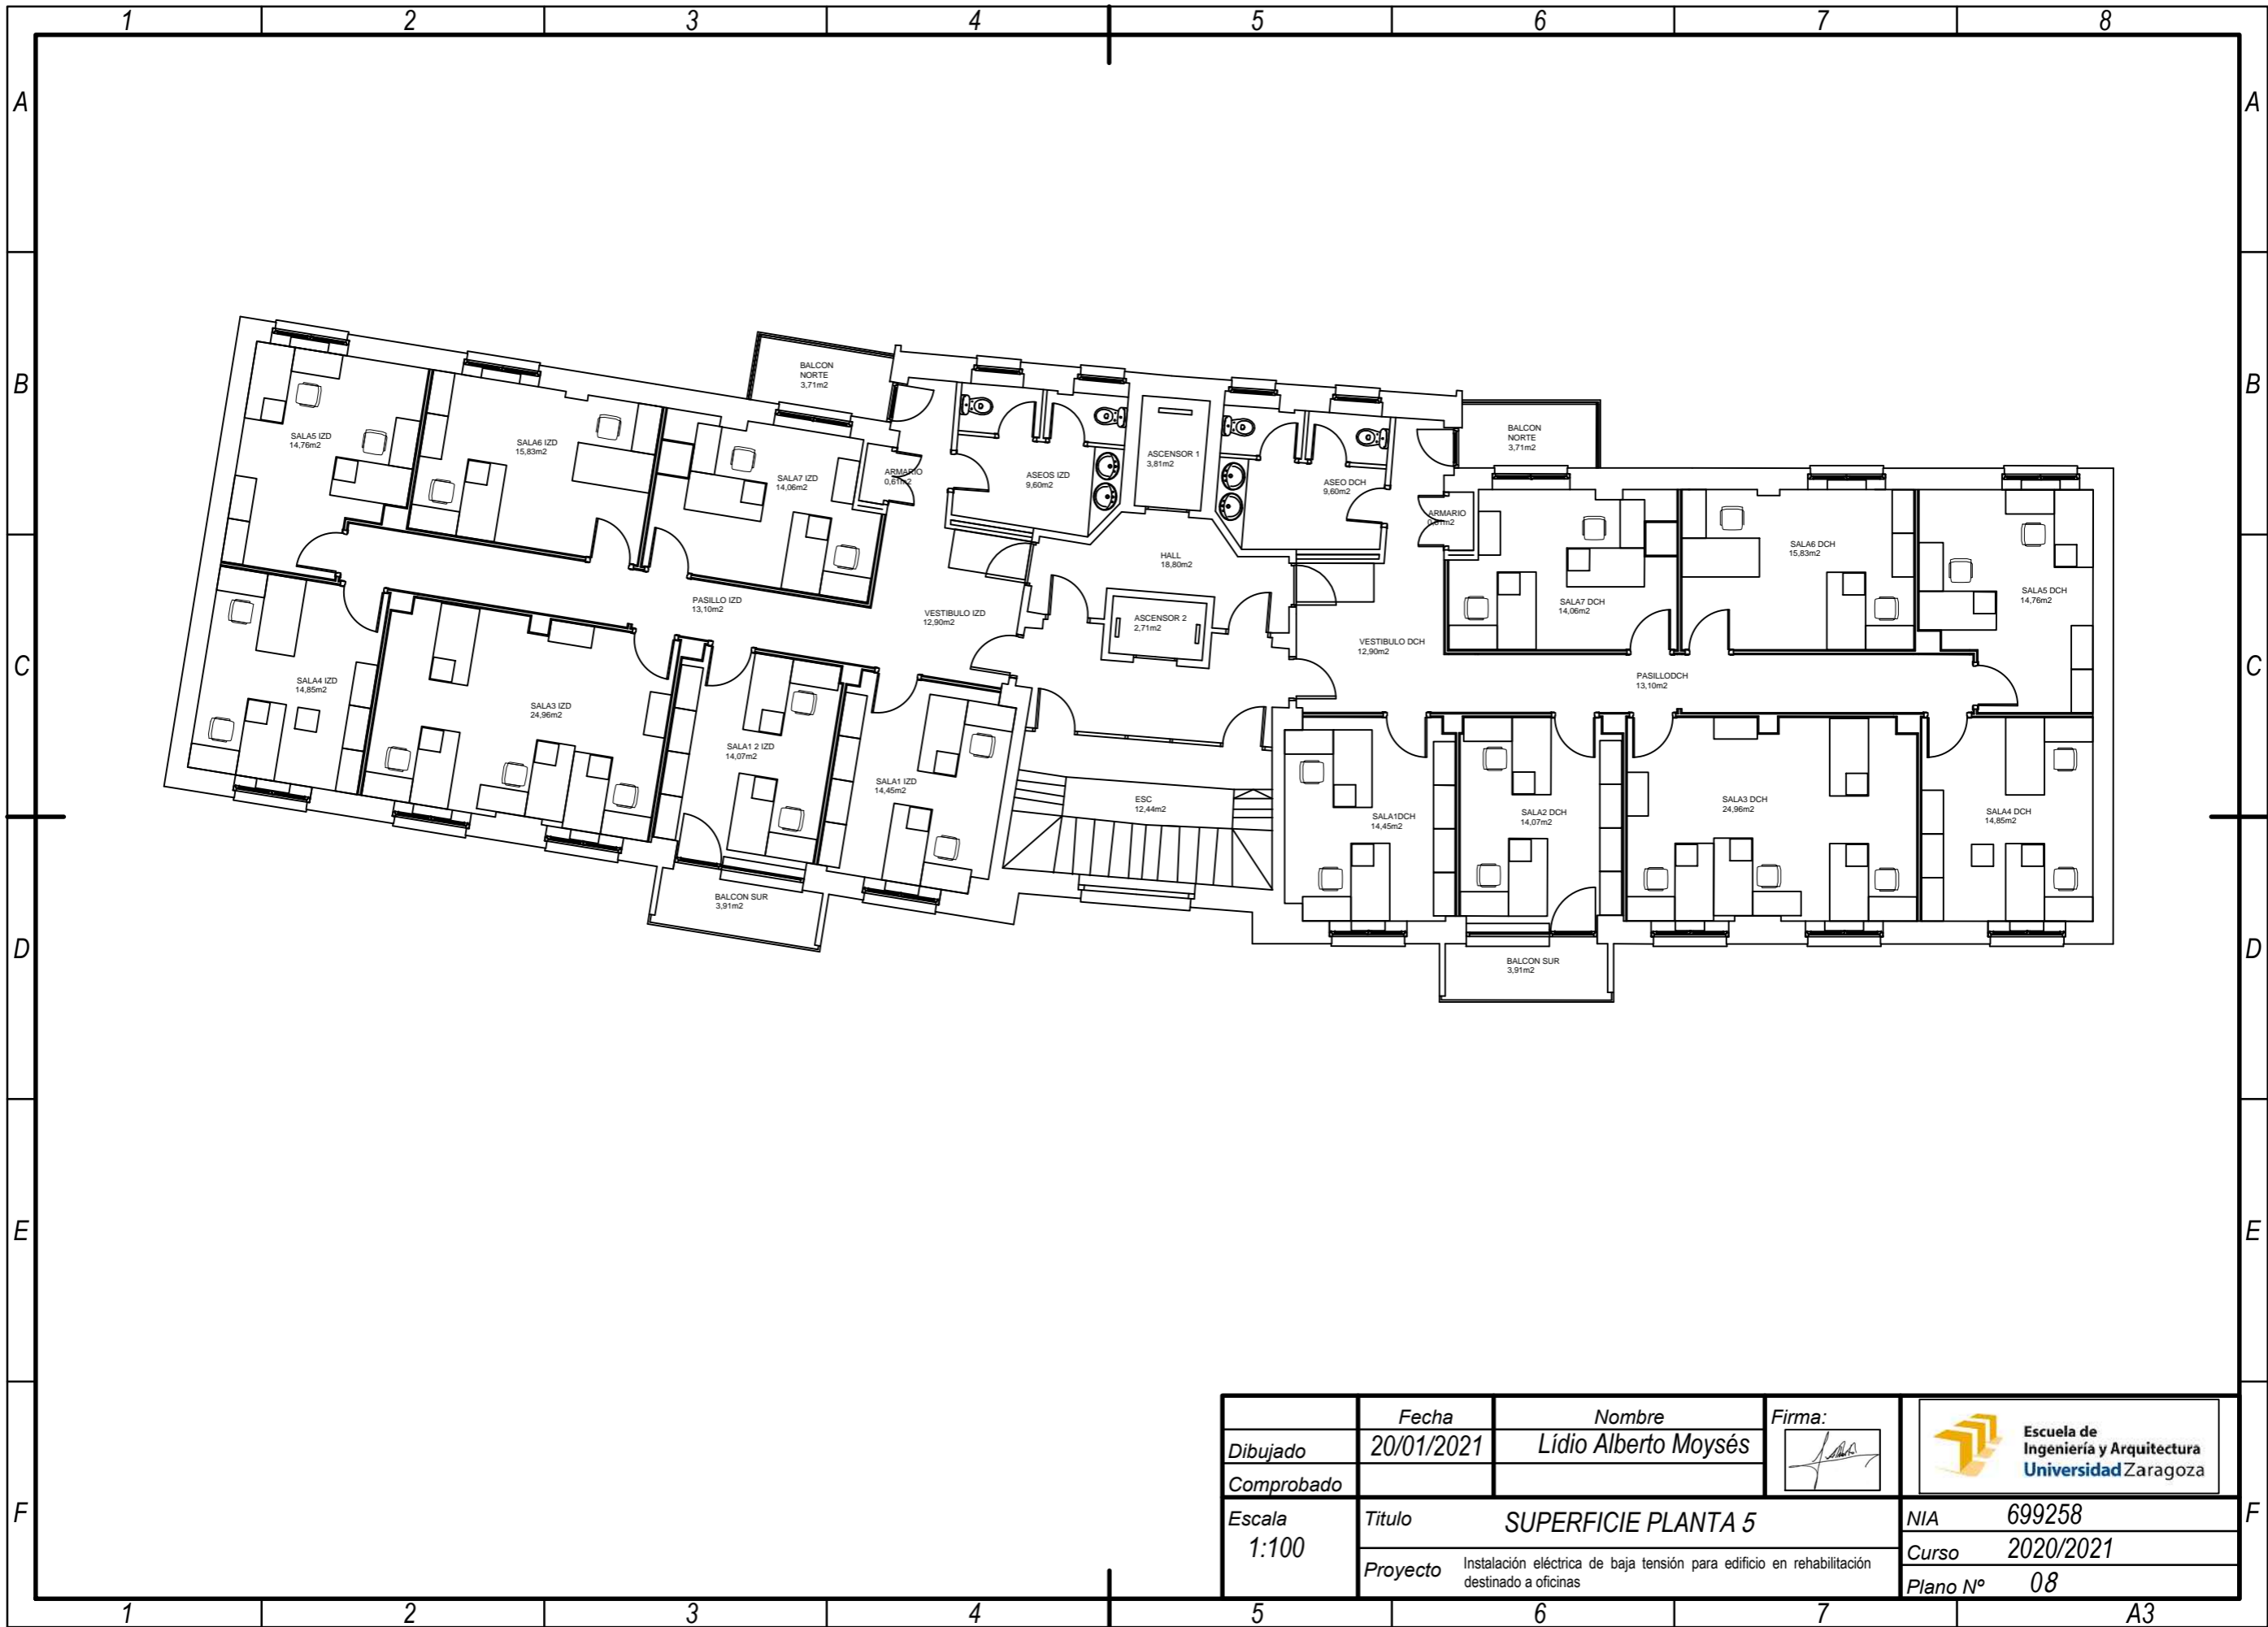 1 2 3 4 5 6 7 8
A A
B B
C C
D D
E E
F F
BALCON
NORTE
3,71m2
SALA5 IZD
14,76m2
SALA6 IZD
15,83m2
SALA7 IZD
14,06m2
ARMARIO
0,61m2
ASEOS IZD
9,60m2
ASCENSOR 1
3,81m2
ASEO DCH
9,60m2
BALCON
NORTE
3,71m2
ARMARIO
0,61m2
SALA7 DCH
14,06m2
SALA6 DCH
15,83m2
SALA5 DCH
14,76m2
HALL
18,80m2
PASILLO IZD
13,10m2
VESTIBULO IZD
12,90m2
ASCENSOR 2
2,71m2
VESTIBULO DCH
12,90m2
PASILLODCH
13,10m2
SALA4 IZD
14,85m2
SALA3 IZD
24,96m2
SALA1 2 IZD
14,07m2
SALA1 IZD
14,45m2
ESC
12,44m2
SALA1DCH
14,45m2
SALA2 DCH
14,07m2
SALA3 DCH
24,96m2
SALA4 DCH
14,85m2
BALCON SUR
3,91m2
BALCON SUR
3,91m2
Fecha Nombre Firma:
Dibujado 20/01/2021 Lídio Alberto Moysés
Comprobado
Escuela de
Ingeniería y Arquitectura
Universidad Zaragoza
Escala
1:100
Titulo SUPERFICIE PLANTA 5
Proyecto Instalación eléctrica de baja tensión para edificio en rehabilitación
destinado a oficinas
NIA 699258
Curso 2020/2021
Plano Nº 08
1 2 3 4 5 6 7 A3